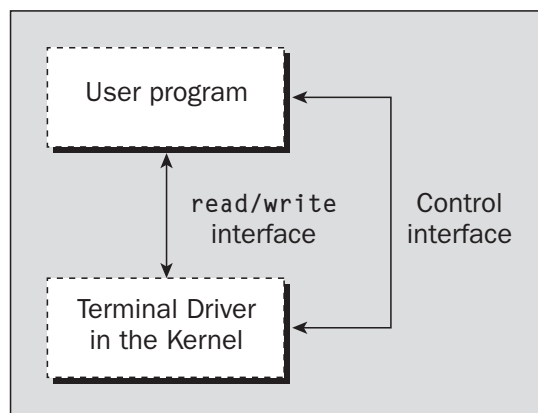 User program
read/write
interface
Control
interface
Terminal Driver
in the Kernel